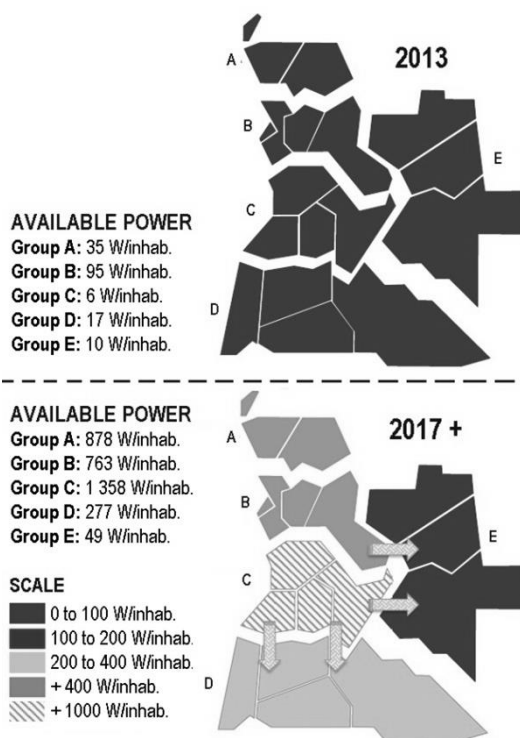 2013
A
B
E
C
D
AVAILABLE POWER
Group A: 35 W/inhab.
Group B: 95 W/inhab.
Group C: 6 W/inhab.
Group D: 17 W/inhab.
Group E: 10 W/inhab.
AVAILABLE POWER
Group A: 878 W/inhab.
Group B: 763 W/inhab.
Group C: 1 358 W/inhab.
Group D: 277 W/inhab.
Group E: 49 W/inhab.
2017 +
A
B
E
C
D
SCALE
0 to 100 W/inhab.
100 to 200 W/inhab.
200 to 400 W/inhab.
+ 400 W/inhab.
+ 1000 W/inhab.